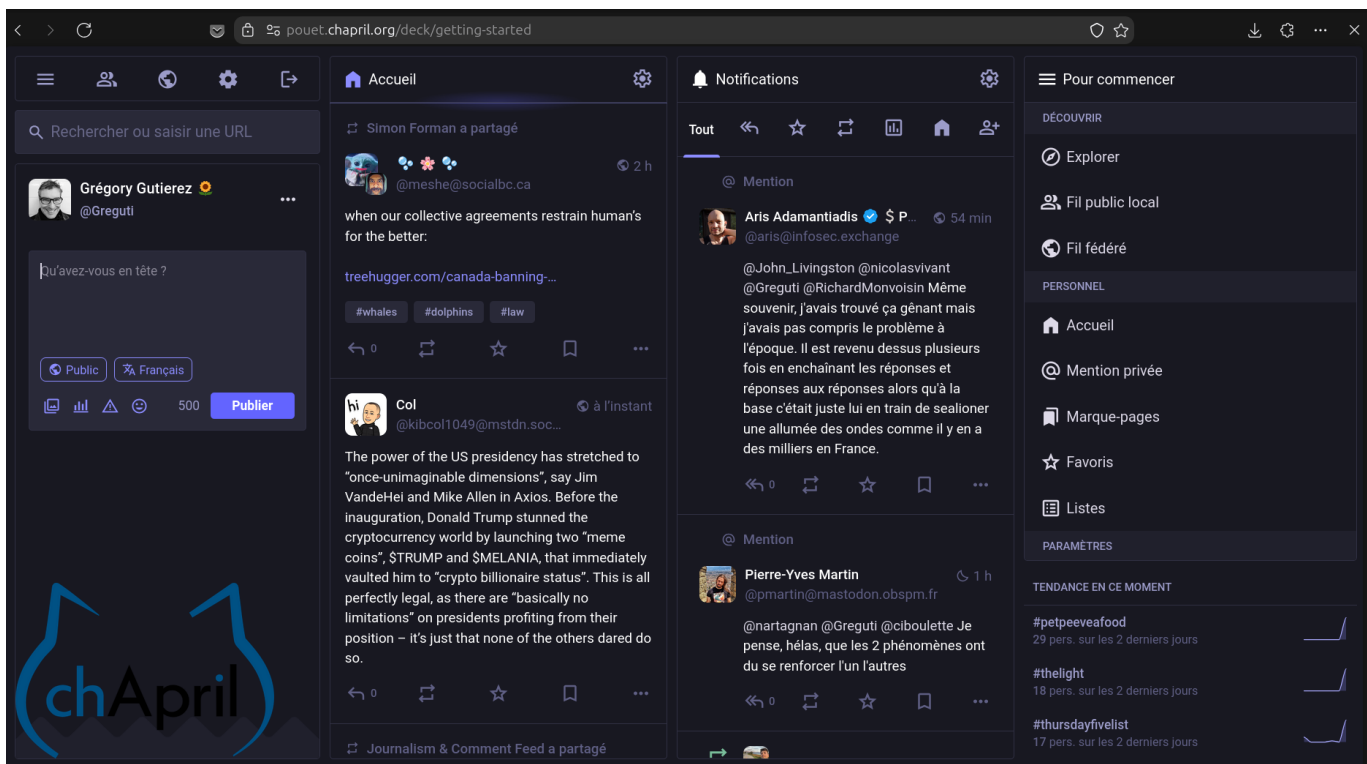 pouet.chapril.org/deck/getting-started
Rechercher ou saisir une URL
Grégory Gutierez 🌻
@Greguti
Qu'avez-vous en tête ?
Public
Français
500
Publier
chApril
Accueil
Simon Forman a partagé
2 h
@meshe@socialbc.ca
when our collective agreements restrain human's
for the better:
treehugger.com/canada-banning-…
#whales #dolphins #law
0
hi
Col
à l'instant
@kibcol1049@mstdn.soc…
The power of the US presidency has stretched to
“once-unimaginable dimensions”, say Jim
VandeHei and Mike Allen in Axios. Before the
inauguration, Donald Trump stunned the
cryptocurrency world by launching two “meme
coins”, $TRUMP and $MELANIA, that immediately
vaulted him to “crypto billionaire status”. This is all
perfectly legal, as there are “basically no
limitations” on presidents profiting from their
position – it's just that none of the others dared do
so.
0
Journalism & Comment Feed a partagé
Notifications
Tout
@ Mention
Aris Adamantiadis $ P…
54 min
@aris@infosec.exchange
@John_Livingston @nicolasvivant
@Greguti @RichardMonvoisin Même
souvenir, j'avais trouvé ça gênant mais
j'avais pas compris le problème à
l'époque. Il est revenu dessus plusieurs
fois en enchaînant les réponses et
réponses aux réponses alors qu'à la
base c'était juste lui en train de sealioner
une allumée des ondes comme il y en a
des milliers en France.
0
@ Mention
Pierre-Yves Martin
1 h
@pmartin@mastodon.obspm.fr
@nartagnan @Greguti @ciboulette Je
pense, hélas, que les 2 phénomènes ont
du se renforcer l'un l'autres
0
Pour commencer
DÉCOUVRIR
Explorer
Fil public local
Fil fédéré
PERSONNEL
Accueil
Mention privée
Marque-pages
Favoris
Listes
PARAMÈTRES
TENDANCE EN CE MOMENT
#petpeeveafood
29 pers. sur les 2 derniers jours
#thelight
18 pers. sur les 2 derniers jours
#thursdayfivelist
17 pers. sur les 2 derniers jours